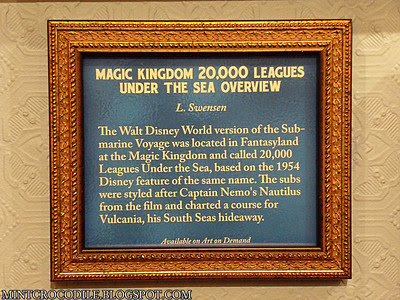 MAGIC KINGDOM 20,000 LEAGUES
UNDER THE SEA OVERVIEW
L. Swensen
The Walt Disney World version of the Sub-
marine Voyage was located in Fantasyland
at the Magic Kingdom and called 20,000
Leagues Under the Sea, based on the 1954
Disney feature of the same name. The subs
were styled after Captain Nemo's Nautilus
from the film and charted a course for
Vulcania, his South Seas hideaway.
Available on Art on Demand
MINTCROCODILE.BLOGSPOT.COM